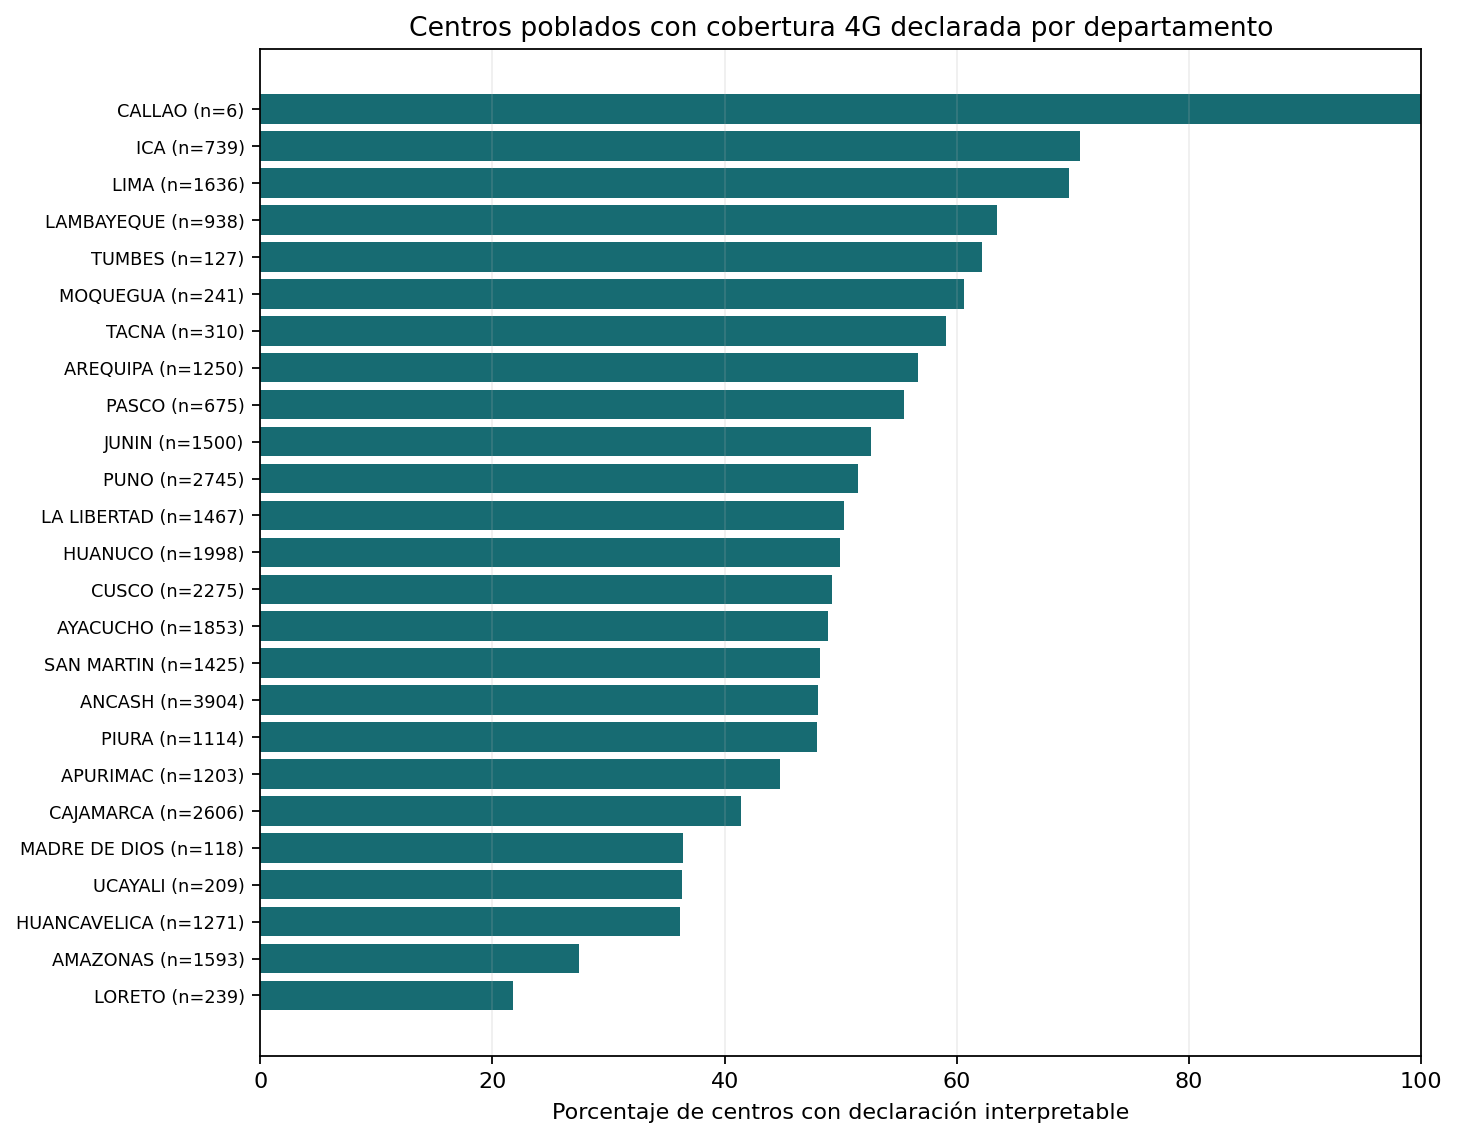 Centros poblados con cobertura 4G declarada por departamento
CALLAO (n=6)
ICA (n=739)
LIMA (n=1636)
LAMBAYEQUE (n=938)
TUMBES (n=127)
MOQUEGUA (n=241)
TACNA (n=310)
AREQUIPA (n=1250)
PASCO (n=675)
JUNIN (n=1500)
PUNO (n=2745)
LA LIBERTAD (n=1467)
HUANUCO (n=1998)
CUSCO (n=2275)
AYACUCHO (n=1853)
SAN MARTIN (n=1425)
ANCASH (n=3904)
PIURA (n=1114)
APURIMAC (n=1203)
CAJAMARCA (n=2606)
MADRE DE DIOS (n=118)
UCAYALI (n=209)
HUANCAVELICA (n=1271)
AMAZONAS (n=1593)
LORETO (n=239)
0 20 40 60 80 100
Porcentaje de centros con declaración interpretable